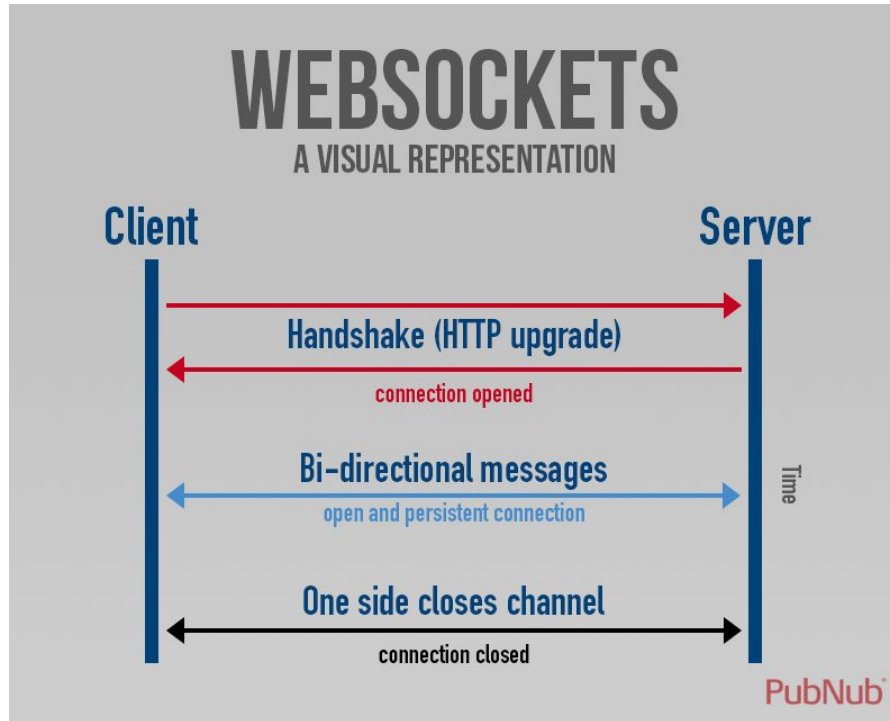 WEBSOCKETS
A VISUAL REPRESENTATION
Client
Server
Handshake (HTTP upgrade)
connection opened
Bi-directional messages
open and persistent connection
Time
One side closes channel
connection closed
PubNub